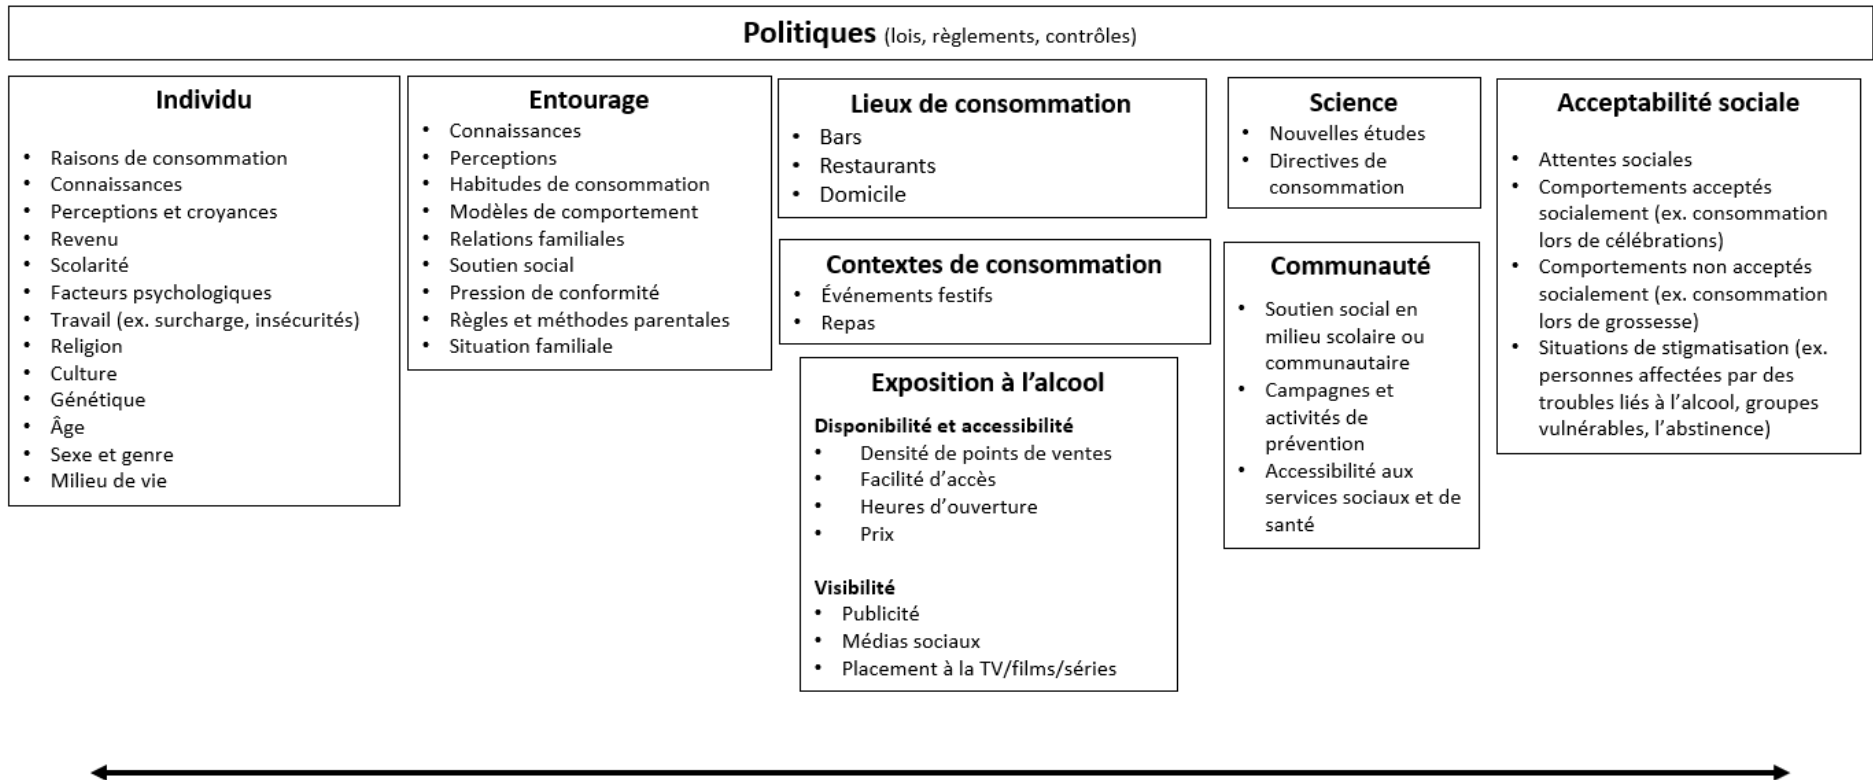 Politiques (lois, règlements, contrôles)
Individu
• Raisons de consommation
• Connaissances
• Perceptions et croyances
• Revenu
• Scolarité
• Facteurs psychologiques
• Travail (ex. surcharge, insécurités)
• Religion
• Culture
• Génétique
• Âge
• Sexe et genre
• Milieu de vie
Entourage
• Connaissances
• Perceptions
• Habitudes de consommation
• Modèles de comportement
• Relations familiales
• Soutien social
• Pression de conformité
• Règles et méthodes parentales
• Situation familiale
Lieux de consommation
• Bars
• Restaurants
• Domicile
Contextes de consommation
• Événements festifs
• Repas
Exposition à l’alcool
Disponibilité et accessibilité
• Densité de points de ventes
• Facilité d’accès
• Heures d’ouverture
• Prix
Visibilité
• Publicité
• Médias sociaux
• Placement à la TV/films/séries
Science
• Nouvelles études
• Directives de
consommation
Communauté
• Soutien social en
milieu scolaire ou
communautaire
• Campagnes et
activités de
prévention
• Accessibilité aux
services sociaux et de
santé
Acceptabilité sociale
• Attentes sociales
• Comportements acceptés
socialement (ex. consommation
lors de célébrations)
• Comportements non acceptés
socialement (ex. consommation
lors de grossesse)
• Situations de stigmatisation (ex.
personnes affectées par des
troubles liés à l’alcool, groupes
vulnérables, l’abstinence)